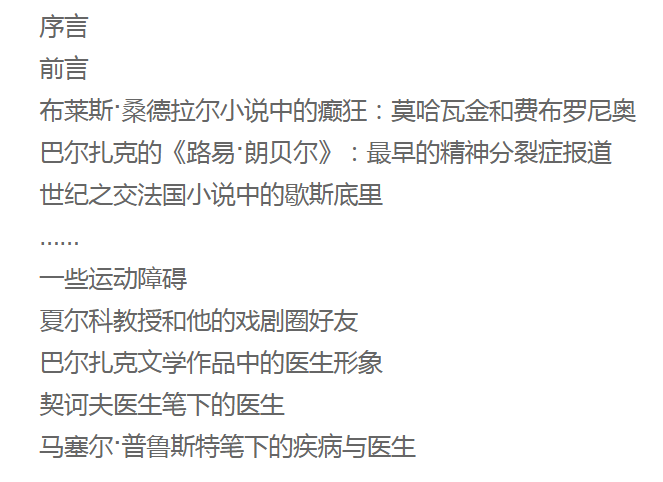 序言
前言
布莱斯·桑德拉尔小说中的癫狂：莫哈瓦金和费布罗尼奥
巴尔扎克的《路易·朗贝尔》：最早的精神分裂症报道
世纪之交法国小说中的歇斯底里
……
一些运动障碍
夏尔科教授和他的戏剧圈好友
巴尔扎克文学作品中的医生形象
契诃夫医生笔下的医生
马塞尔·普鲁斯特笔下的疾病与医生